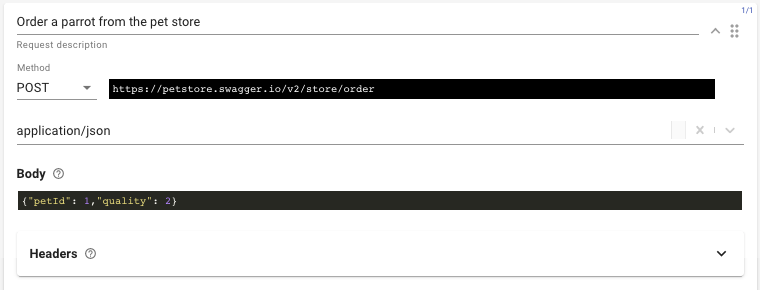 1/1
Order a parrot from the pet store
Request description
Method
POST https://petstore.swagger.io/v2/store/order
application/json
Body
{"petId": 1,"quality": 2}
Headers